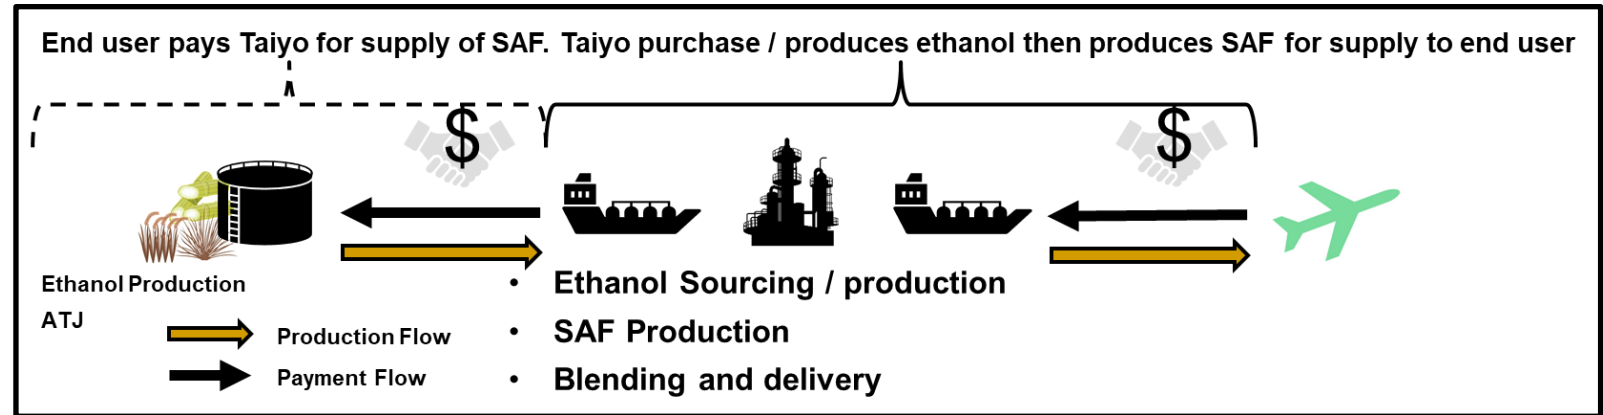 End user pays Taiyo for supply of SAF. Taiyo purchase / produces ethanol then produces SAF for supply to end user
$
$
Ethanol Production
ATJ
Production Flow
Payment Flow
• Ethanol Sourcing / production
• SAF Production
• Blending and delivery